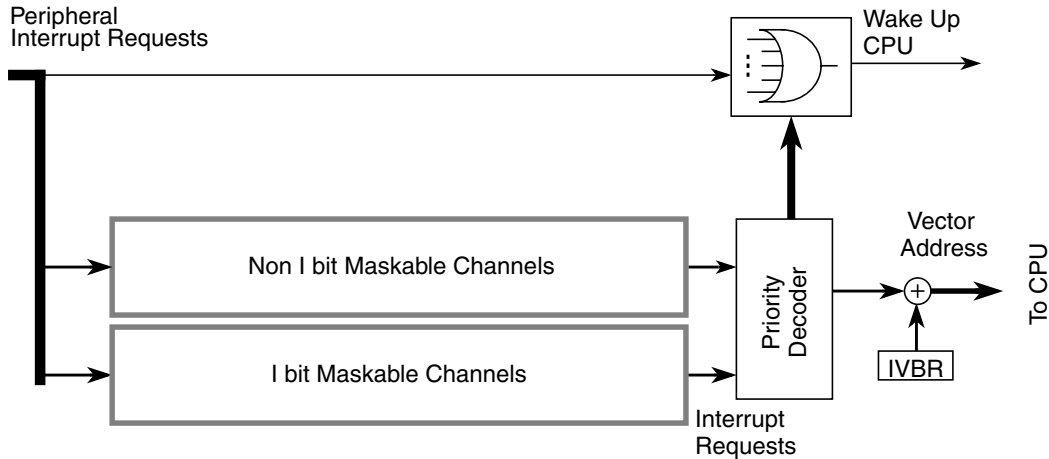 Peripheral
Interrupt Requests
Wake Up
CPU
Non I bit Maskable Channels
I bit Maskable Channels
Priority
Decoder
Interrupt
Requests
Vector
Address
IVBR
To CPU